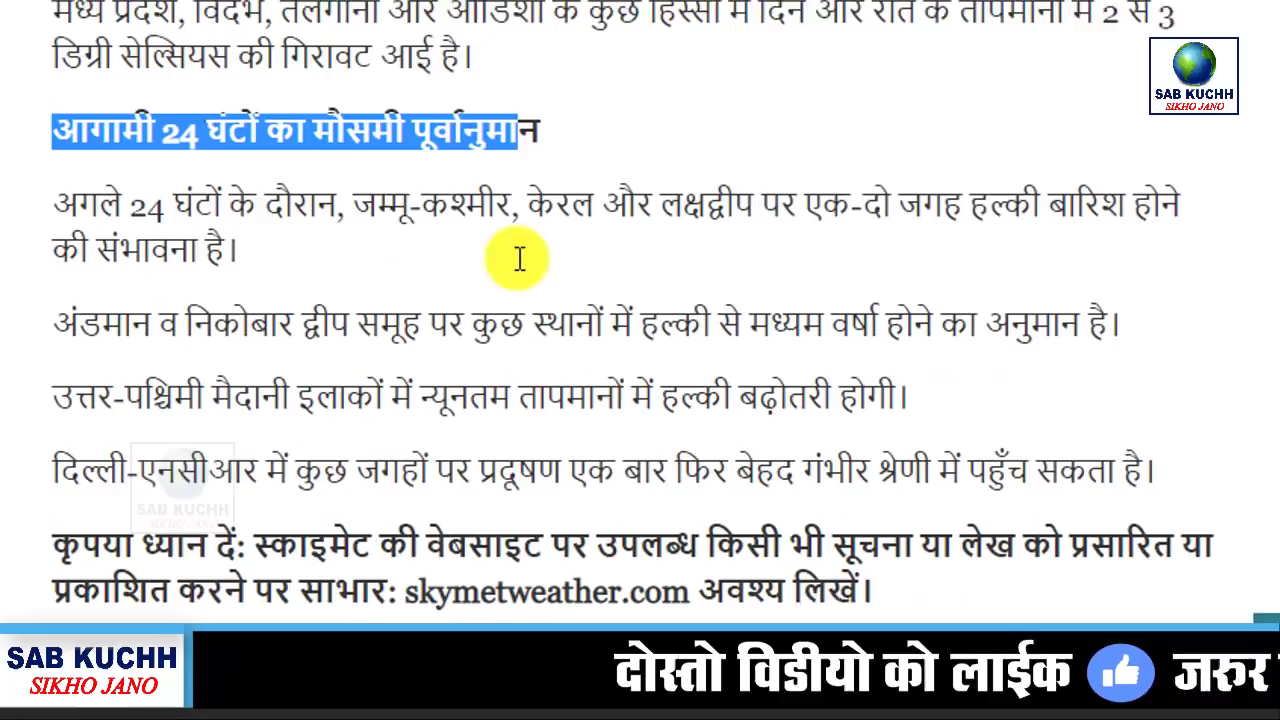 मध्य प्रदेश, विदर्भ, तेलंगाना और ओडिशा के कुछ हिस्सों में दिन और रात के तापमानों में 2 से 3
डिग्री सेल्सियस की गिरावट आई है।
SAB KUCHH
SIKHO JANO
आगामी 24 घंटों का मौसमी पूर्वानुमान
अगले 24 घंटों के दौरान, जम्मू-कश्मीर, केरल और लक्षद्वीप पर एक-दो जगह हल्की बारिश होने
की संभावना है।
अंडमान व निकोबार द्वीप समूह पर कुछ स्थानों में हल्की से मध्यम वर्षा होने का अनुमान है।
उत्तर-पश्चिमी मैदानी इलाकों में न्यूनतम तापमानों में हल्की बढ़ोतरी होगी।
दिल्ली-एनसीआर में कुछ जगहों पर प्रदूषण एक बार फिर बेहद गंभीर श्रेणी में पहुँच सकता है।
SAB KUCHH
SIKHO JANO
कृपया ध्यान दें: स्काइमेट की वेबसाइट पर उपलब्ध किसी भी सूचना या लेख को प्रसारित या
प्रकाशित करने पर साभार: skymetweather.com अवश्य लिखें।
SAB KUCHH
SIKHO JANO
दोस्तो विडीयो को लाईक जरुर